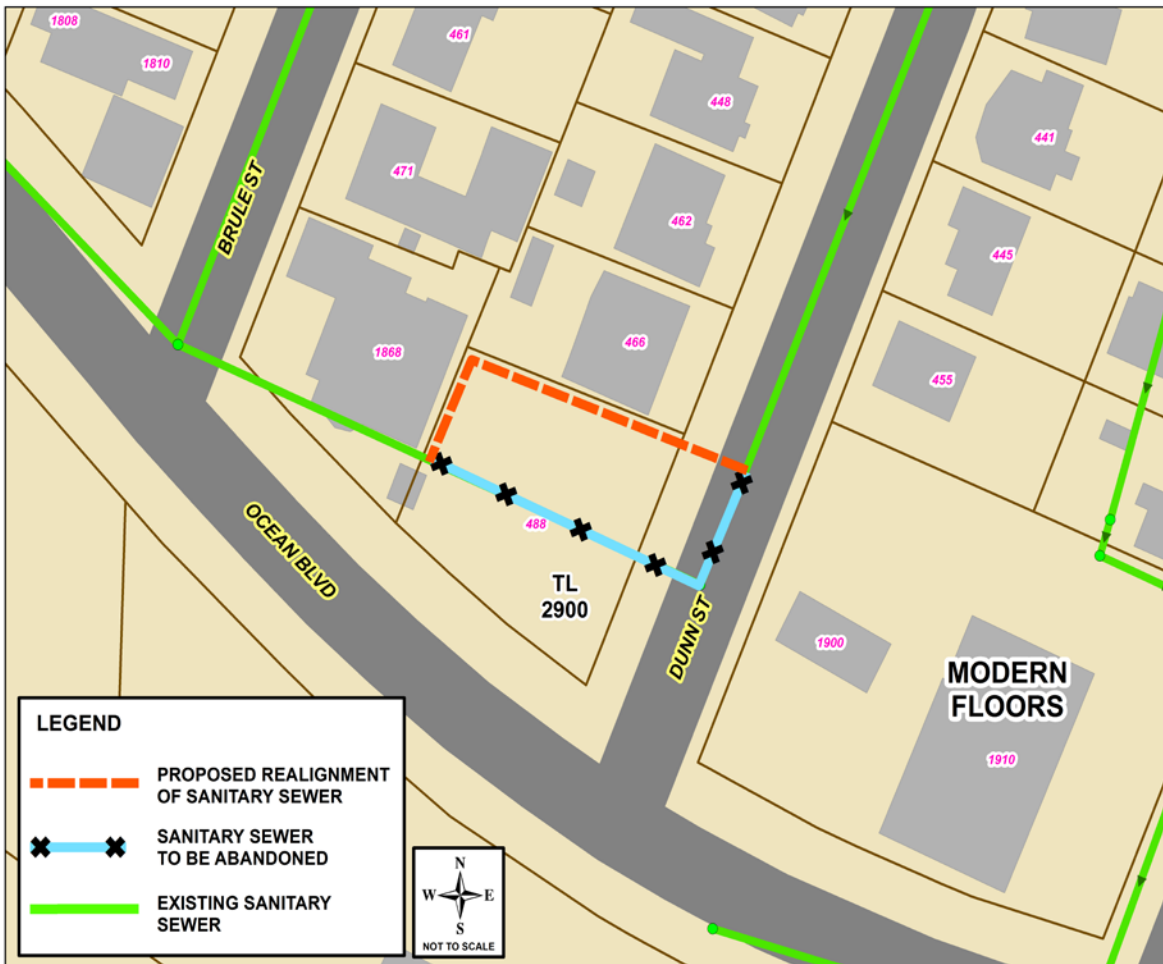 1808
1810
461
448
441
BRULE ST
471
462
445
1868
466
455
OCEAN BLVD
488
TL
2900
DUNN ST
1900
MODERN
FLOORS
1910
LEGEND
PROPOSED REALIGNMENT
OF SANITARY SEWER
SANITARY SEWER
TO BE ABANDONED
EXISTING SANITARY
SEWER
N
W E
S
NOT TO SCALE